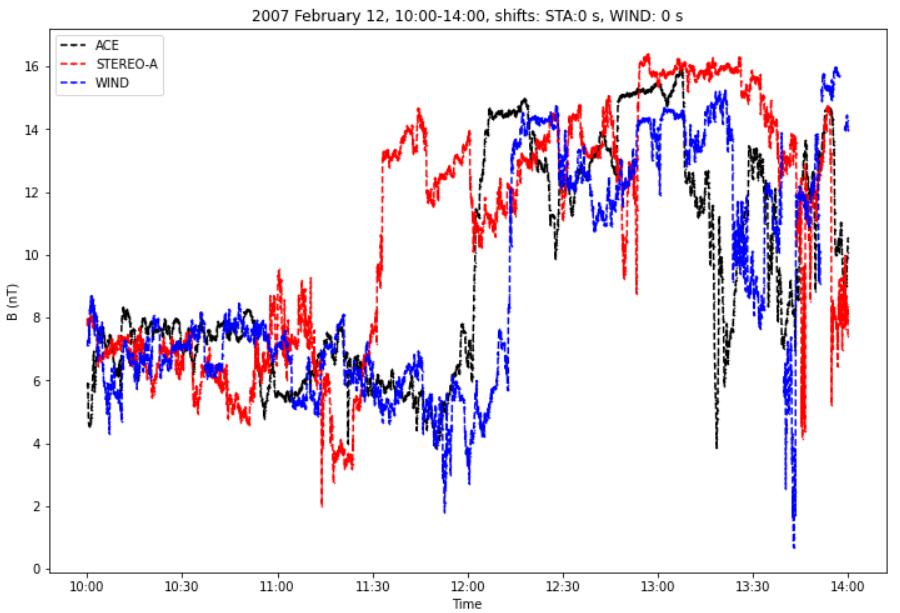 2007 February 12, 10:00-14:00, shifts: STA:0 s, WIND: 0 s
ACE
STEREO-A
WIND
16
14
12
10
8
6
4
2
0
B (nT)
10:00 10:30 11:00 11:30 12:00 12:30 13:00 13:30 14:00
Time